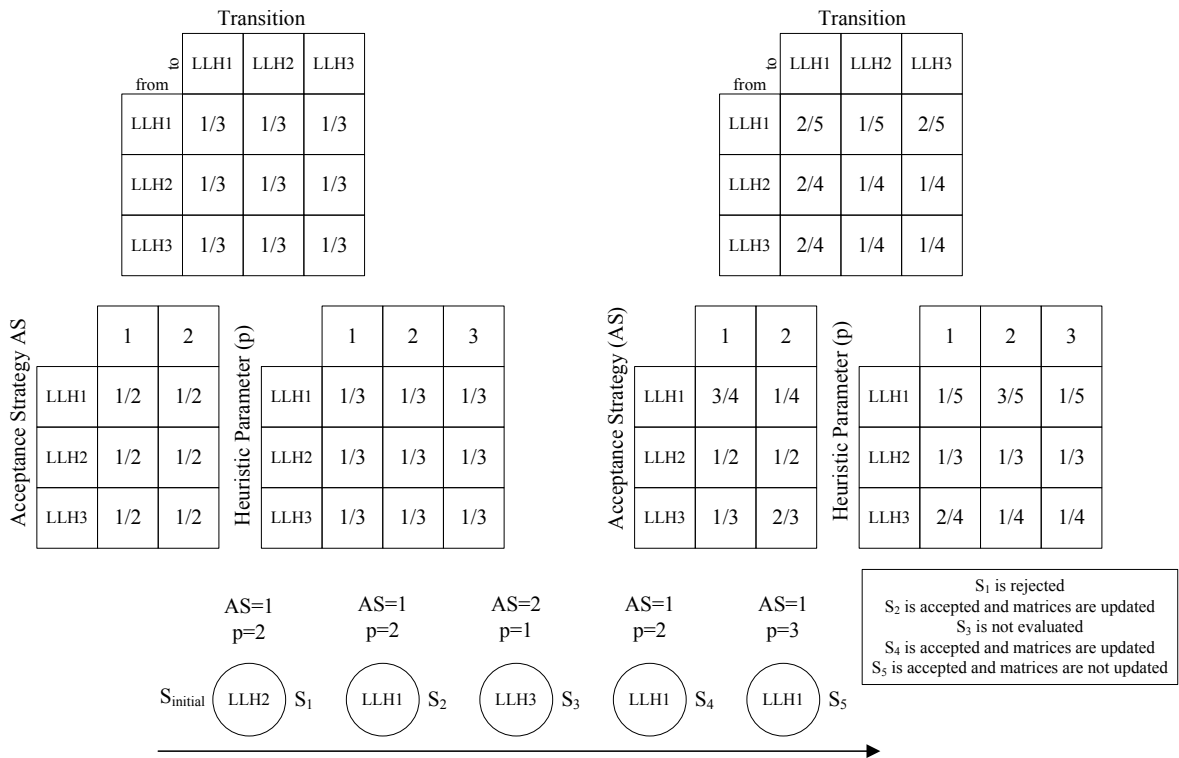 Transition
to LLH1 LLH2 LLH3
from
LLH1 1/3 1/3 1/3
LLH2 1/3 1/3 1/3
LLH3 1/3 1/3 1/3
Transition
to LLH1 LLH2 LLH3
from
LLH1 2/5 1/5 2/5
LLH2 2/4 1/4 1/4
LLH3 2/4 1/4 1/4
Acceptance Strategy AS
1 2
LLH1 1/2 1/2
LLH2 1/2 1/2
LLH3 1/2 1/2
Heuristic Parameter (p)
1 2 3
LLH1 1/3 1/3 1/3
LLH2 1/3 1/3 1/3
LLH3 1/3 1/3 1/3
Acceptance Strategy (AS)
1 2
LLH1 3/4 1/4
LLH2 1/2 1/2
LLH3 1/3 2/3
Heuristic Parameter (p)
1 2 3
LLH1 1/5 3/5 1/5
LLH2 1/3 1/3 1/3
LLH3 2/4 1/4 1/4
AS=1 AS=1 AS=2 AS=1 AS=1
p=2 p=2 p=1 p=2 p=3
Sinitial LLH2 S1 LLH1 S2 LLH3 S3 LLH1 S4 LLH1 S5
S1 is rejected
S2 is accepted and matrices are updated
S3 is not evaluated
S4 is accepted and matrices are updated
S5 is accepted and matrices are not updated